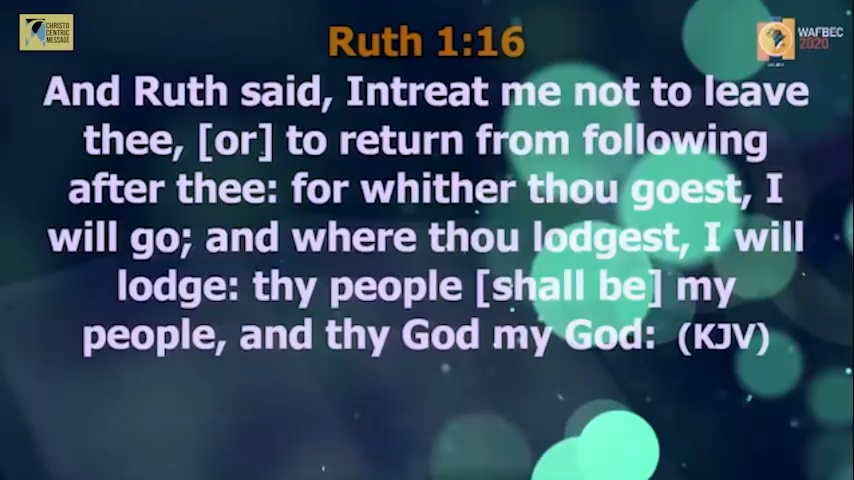 CHRISTO
CENTRIC
MESSAGE
WAFBEC
2020
Ruth 1:16
And Ruth said, Intreat me not to leave
thee, [or] to return from following
after thee: for whither thou goest, I
will go; and where thou lodgest, I will
lodge: thy people [shall be] my
people, and thy God my God: (KJV)